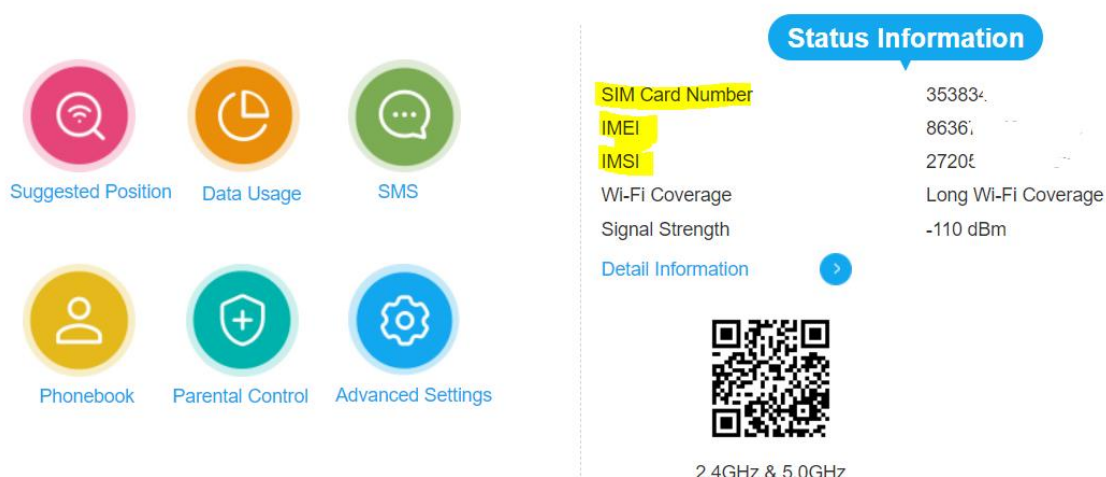 Suggested Position
Data Usage
SMS
Phonebook
Parental Control
Advanced Settings
Status Information
SIM Card Number 35383
IMEI 8636
IMSI 2720
Wi-Fi Coverage Long Wi-Fi Coverage
Signal Strength -110 dBm
Detail Information
2.4GHz & 5.0GHz